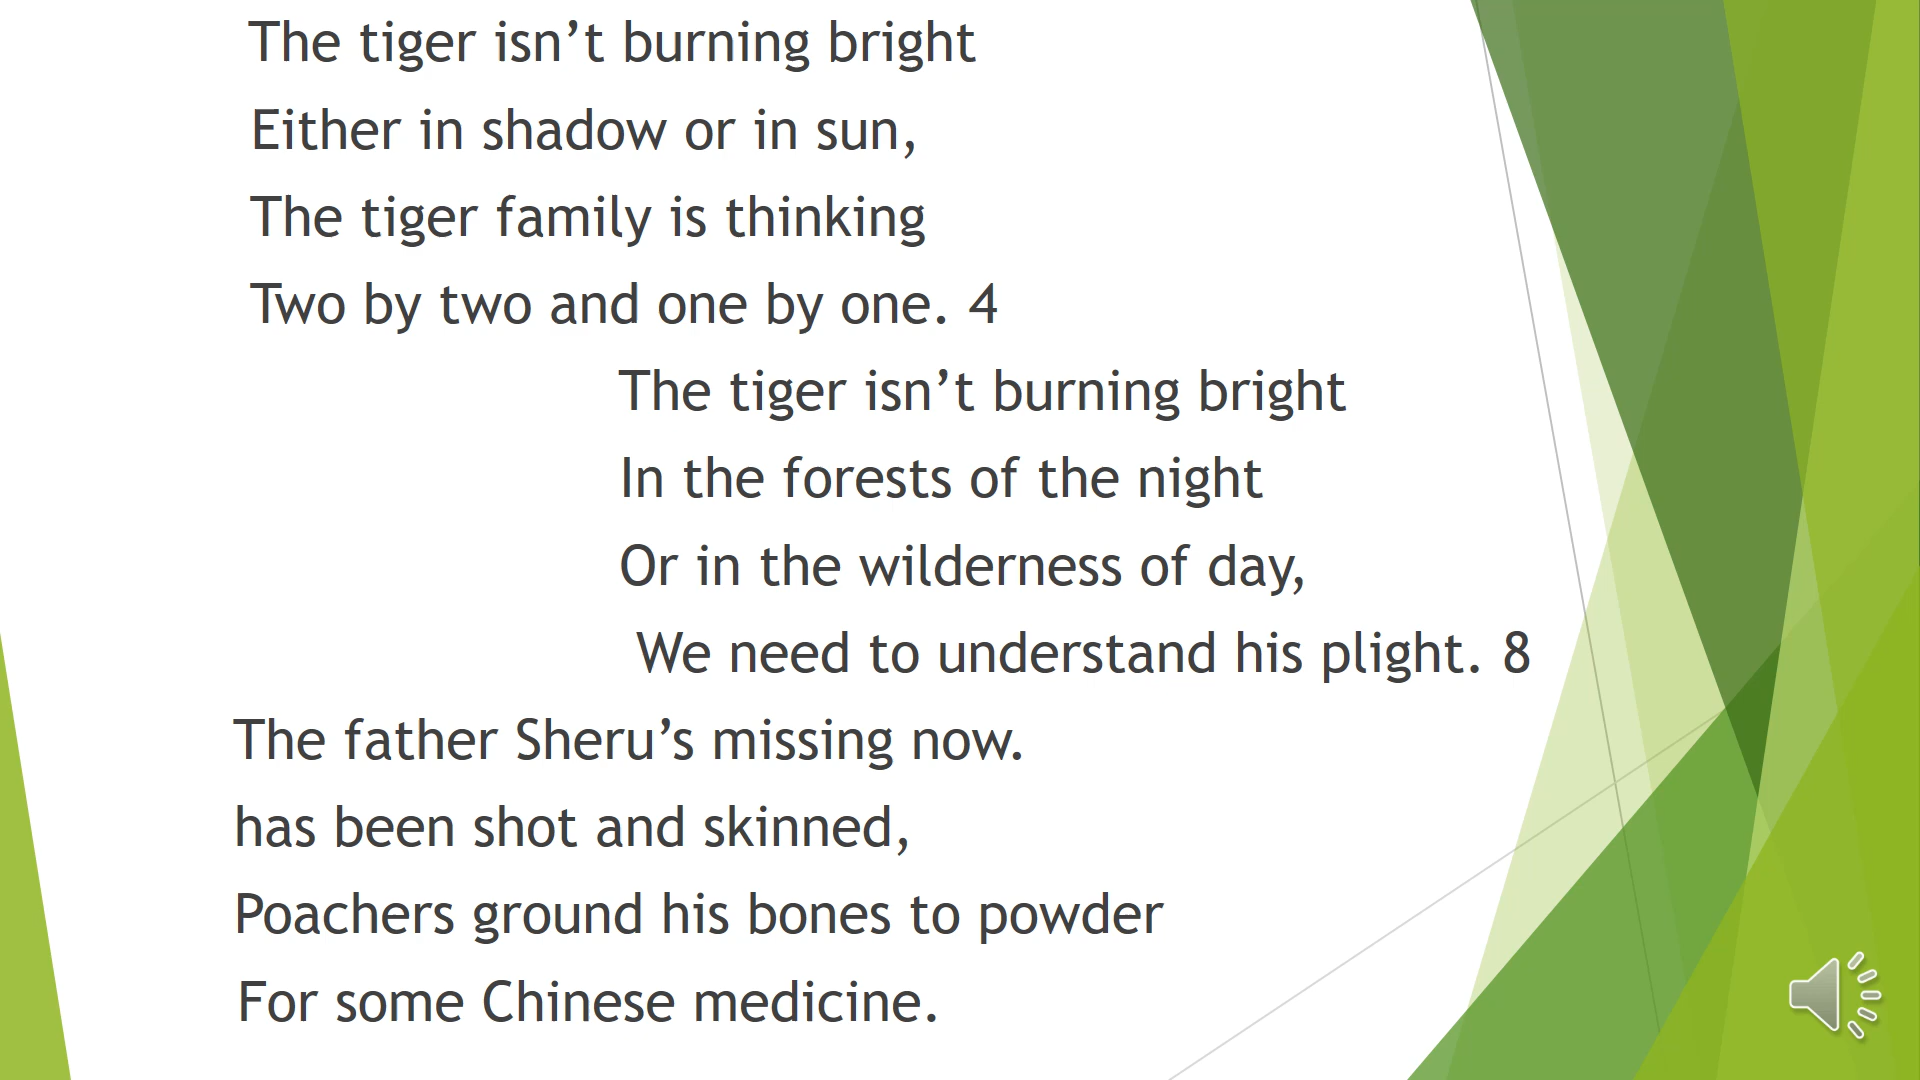 The tiger isn’t burning bright
Either in shadow or in sun,
The tiger family is thinking
Two by two and one by one. 4
The tiger isn’t burning bright
In the forests of the night
Or in the wilderness of day,
We need to understand his plight. 8
The father Sheru’s missing now.
has been shot and skinned,
Poachers ground his bones to powder
For some Chinese medicine.